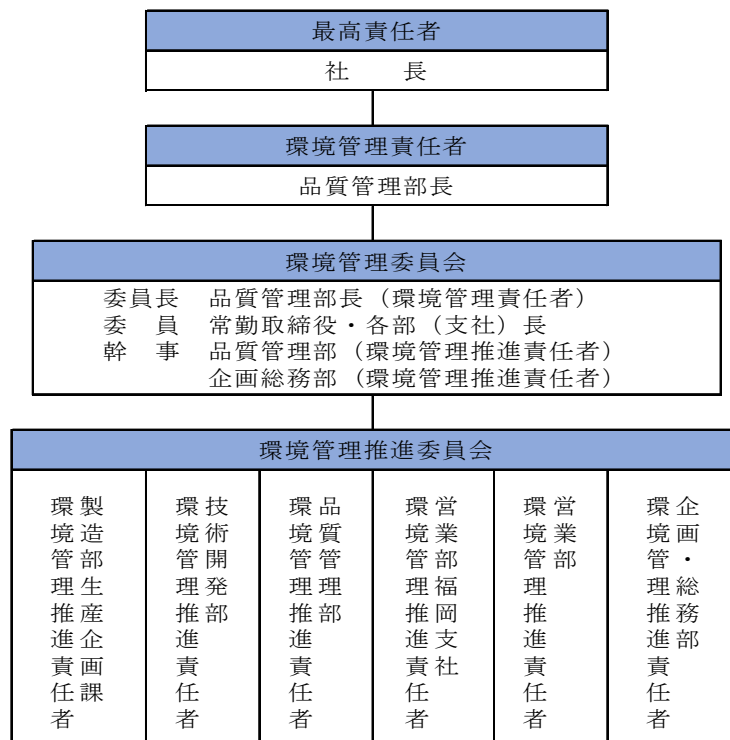 最高責任者
社　　長
環境管理責任者
品質管理部長
環境管理委員会
委員長　品質管理部長（環境管理責任者）
委　員　常勤取締役・各部（支社）長
幹　事　品質管理部（環境管理推進責任者）
企画総務部（環境管理推進責任者）
環境管理推進委員会
企画・総務部
環境管理推進責任者
営業部
環境管理推進責任者
営業部福岡支社
環境管理推進責任者
品質管理部
環境管理推進責任者
技術開発部
環境管理推進責任者
製造部生産企画課
環境管理推進責任者